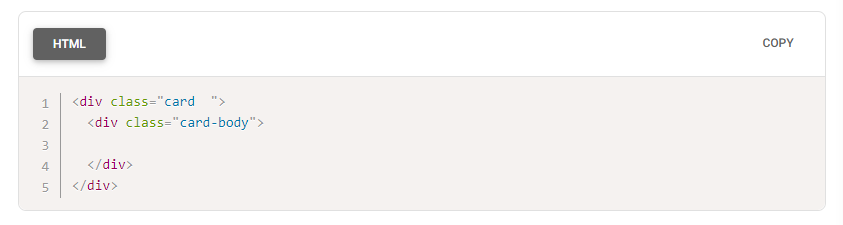 HTML
COPY
1 <div class="card  ">
2   <div class="card-body">
3
4   </div>
5 </div>